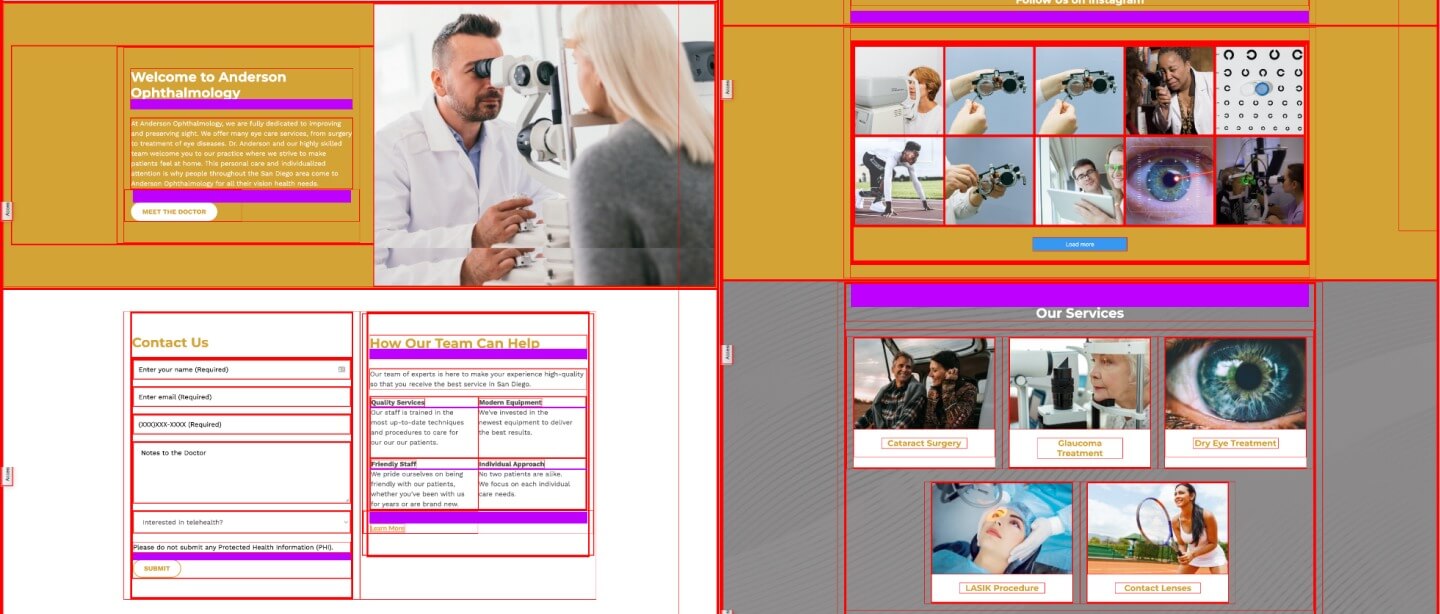 Welcome to Anderson
Ophthalmology
At Anderson Ophthalmology, we are fully dedicated to improving
and preserving sight. We offer many eye care services, from surgery
to treatment of eye diseases. Dr. Anderson and our highly skilled
team welcome you to our practice where we strive to make
patients feel at home. This personal care and individualized
attention is why people throughout the San Diego area come to
Anderson Ophthalmology for all their vision health needs.
MEET THE DOCTOR
Contact Us
Enter your name (Required)
Enter email (Required)
(XXX)XXX-XXXX (Required)
Notes to the Doctor
Interested in telehealth?
Please do not submit any Protected Health Information (PHI).
SUBMIT
How Our Team Can Help
Our team of experts is here to make your experience high-quality
so that you receive the best service in San Diego.
Quality Services
Our staff is trained in the
most up-to-date techniques
and procedures to care for
our our our patients.
Modern Equipment
We've invested in the
newest equipment to deliver
the best results.
Friendly Staff
We pride ourselves on being
friendly with our patients,
whether you've been with us
for years or are brand new.
Individual Approach
No two patients are alike.
We focus on each individual
care needs.
Learn More
Follow Us on Instagram
Load more
Our Services
Cataract Surgery
Glaucoma
Treatment
Dry Eye Treatment
LASIK Procedure
Contact Lenses